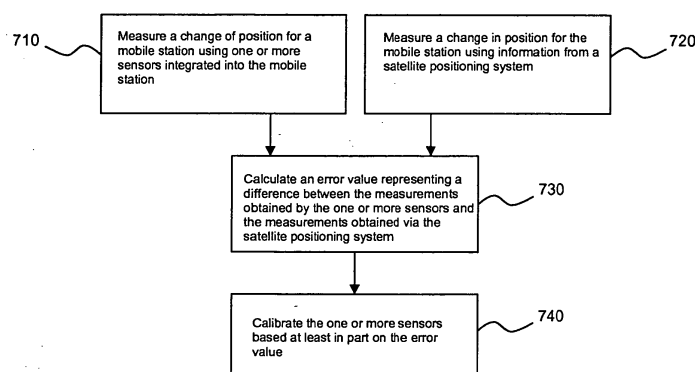 710
Measure a change of position for a
mobile station using one or more
sensors integrated into the mobile
station
Measure a change in position for the
mobile station using information from a
satellite positioning system
720
Calculate an error value representing a
difference between the measurements
obtained by the one or more sensors and
the measurements obtained via the
satellite positioning system
730
Calibrate the one or more sensors
based at least in part on the error
value
740